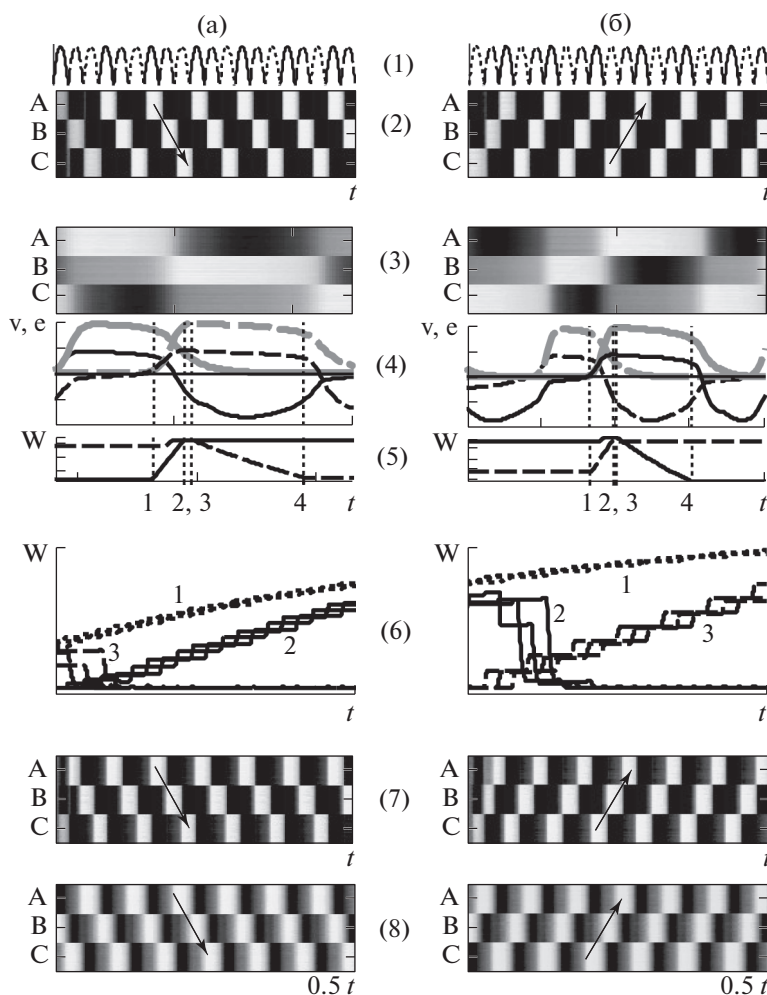 (а) (б)
(1)
A A
B (2) B
C C
t t
A A
B (3) B
C C
v, e (4) v, e
W (5) W
1 2, 3 4 t 1 2, 3 4 t
W W
1 1
3 2 (6) 2 3
t t
A A
B (7) B
C C
t t
A A
B (8) B
C C
0.5 t 0.5 t